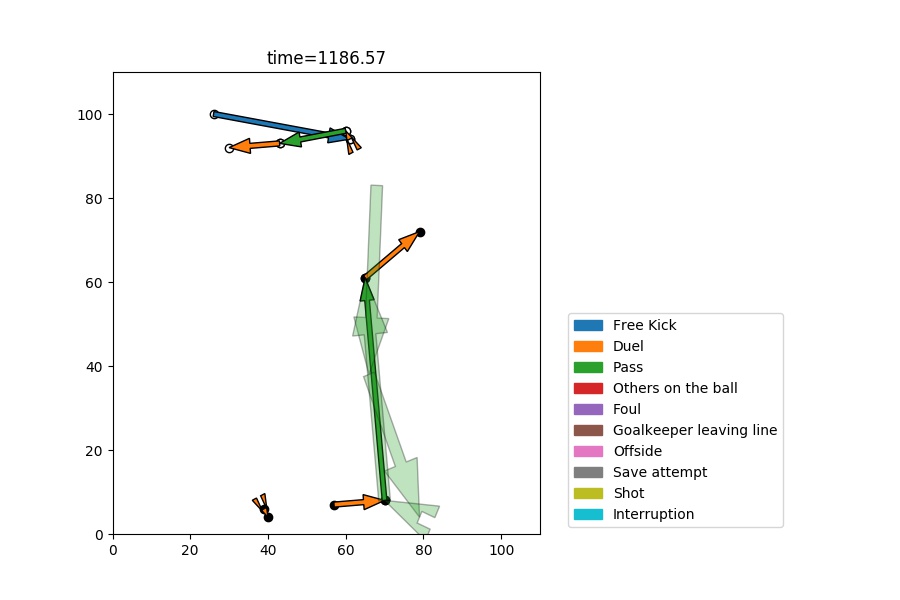 time=1186.57
100
80
60
40
20
0
0
20
40
60
80
100
Free Kick
Duel
Pass
Others on the ball
Foul
Goalkeeper leaving line
Offside
Save attempt
Shot
Interruption